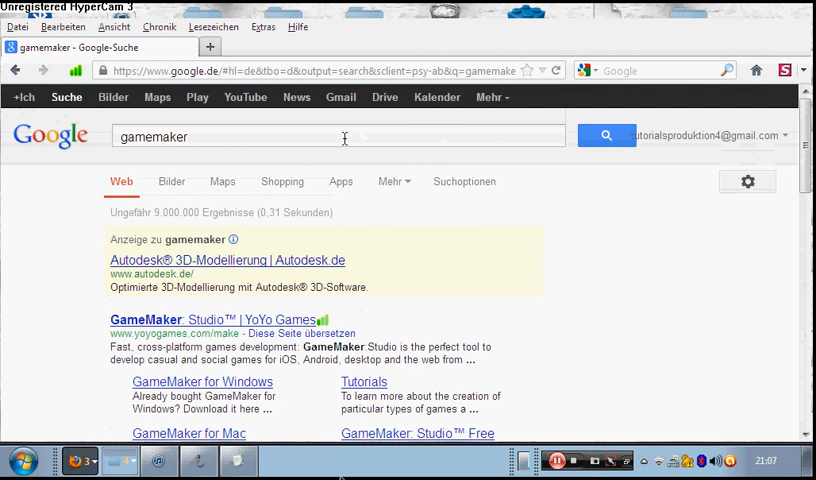 Unregistered HyperCam 3
Datei Bearbeiten Ansicht Chronik Lesezeichen Extras Hilfe
gamemaker - Google-Suche
https://www.google.de/#hl=de&tbo=d&output=search&sclient=psy-ab&q=gamemake
Google
+Ich Suche Bilder Maps Play YouTube News Gmail Drive Kalender Mehr
Google gamemaker tutorialsproduktion4@gmail.com
Web Bilder Maps Shopping Apps Mehr Suchoptionen
Ungefähr 9.000.000 Ergebnisse (0,31 Sekunden)
Anzeige zu gamemaker
Autodesk® 3D-Modellierung | Autodesk.de
www.autodesk.de/
Optimierte 3D-Modellierung mit Autodesk® 3D-Software.
GameMaker: Studio™ | YoYo Games
www.yoyogames.com/make - Diese Seite übersetzen
Fast, cross-platform games development: GameMaker:Studio is the perfect tool to
develop casual and social games for iOS, Android, desktop and the web from ...
GameMaker for Windows
Already bought GameMaker for
Windows? Download it here ...
Tutorials
To learn more about the creation of
particular types of games a ...
GameMaker for Mac
GameMaker: Studio™ Free
3
21:07